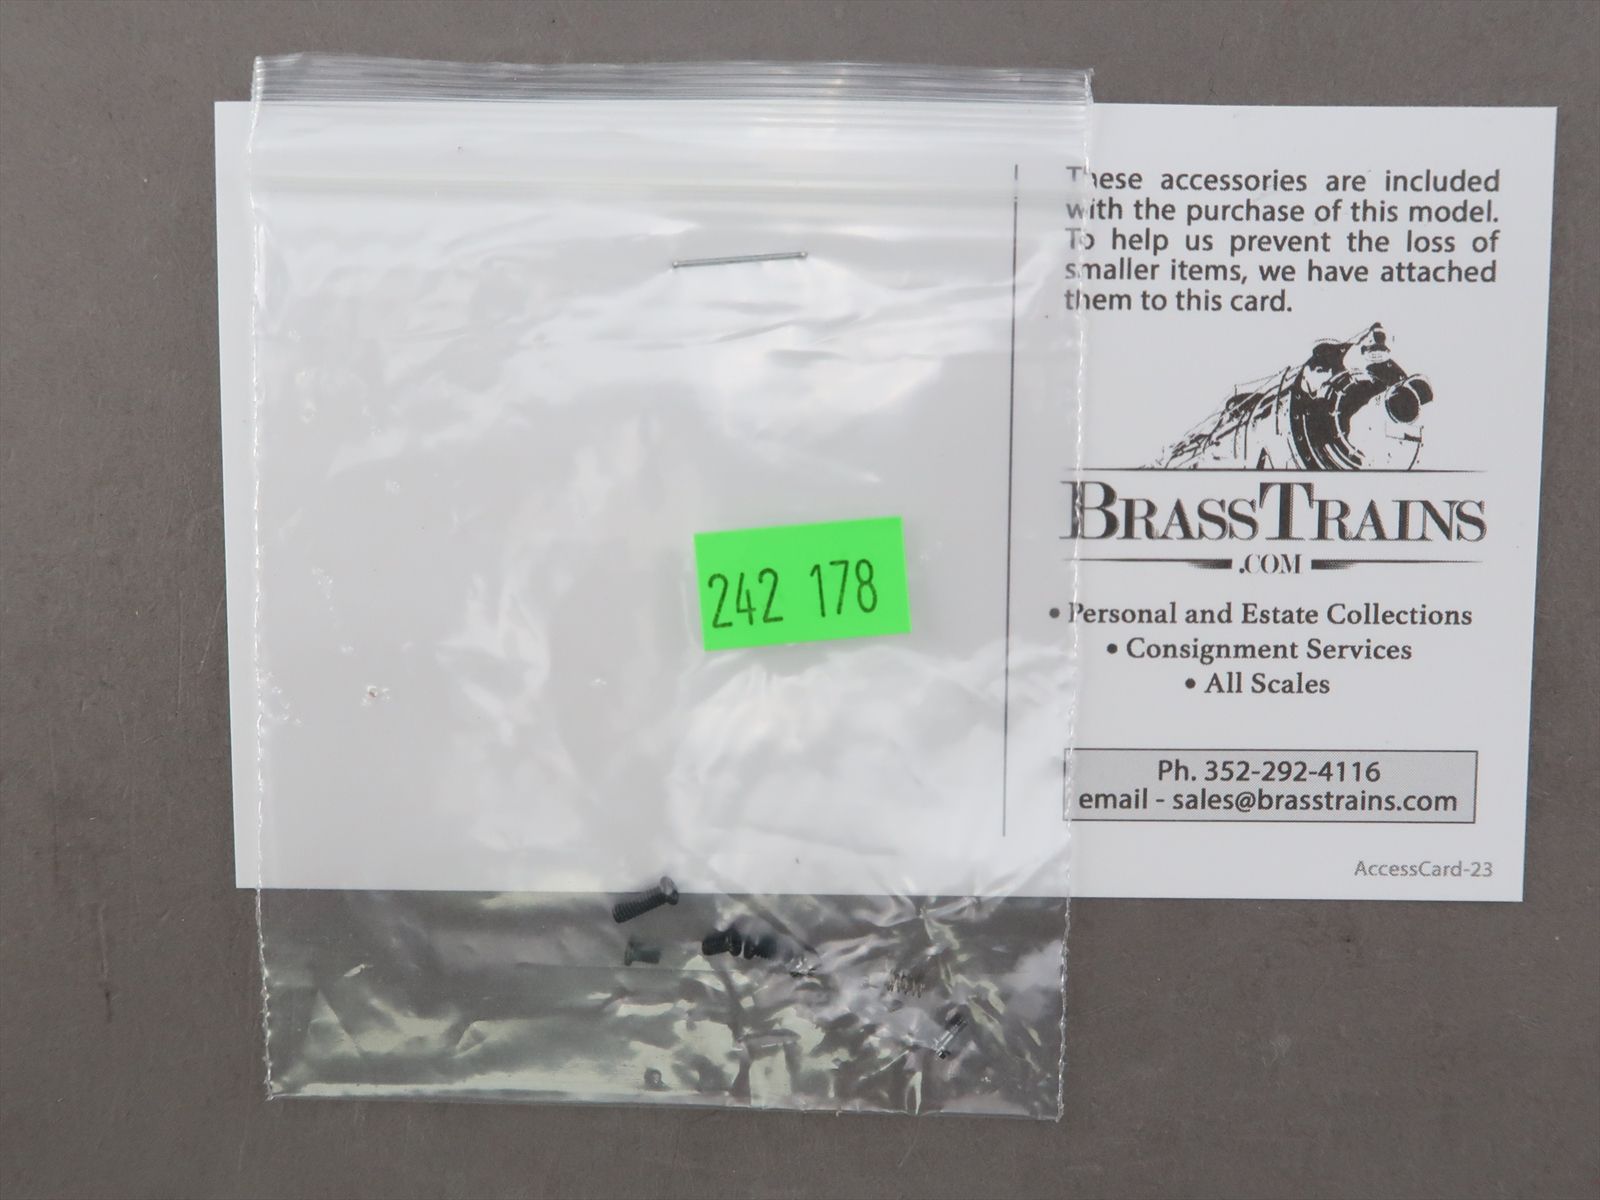 These accessories are included
with the purchase of this model.
To help us prevent the loss of
smaller items, we have attached
them to this card.
BRASSTRAINS
.COM
242 178
• Personal and Estate Collections
• Consignment Services
• All Scales
Ph. 352-292-4116
email - sales@brasstrains.com
AccessCard-23